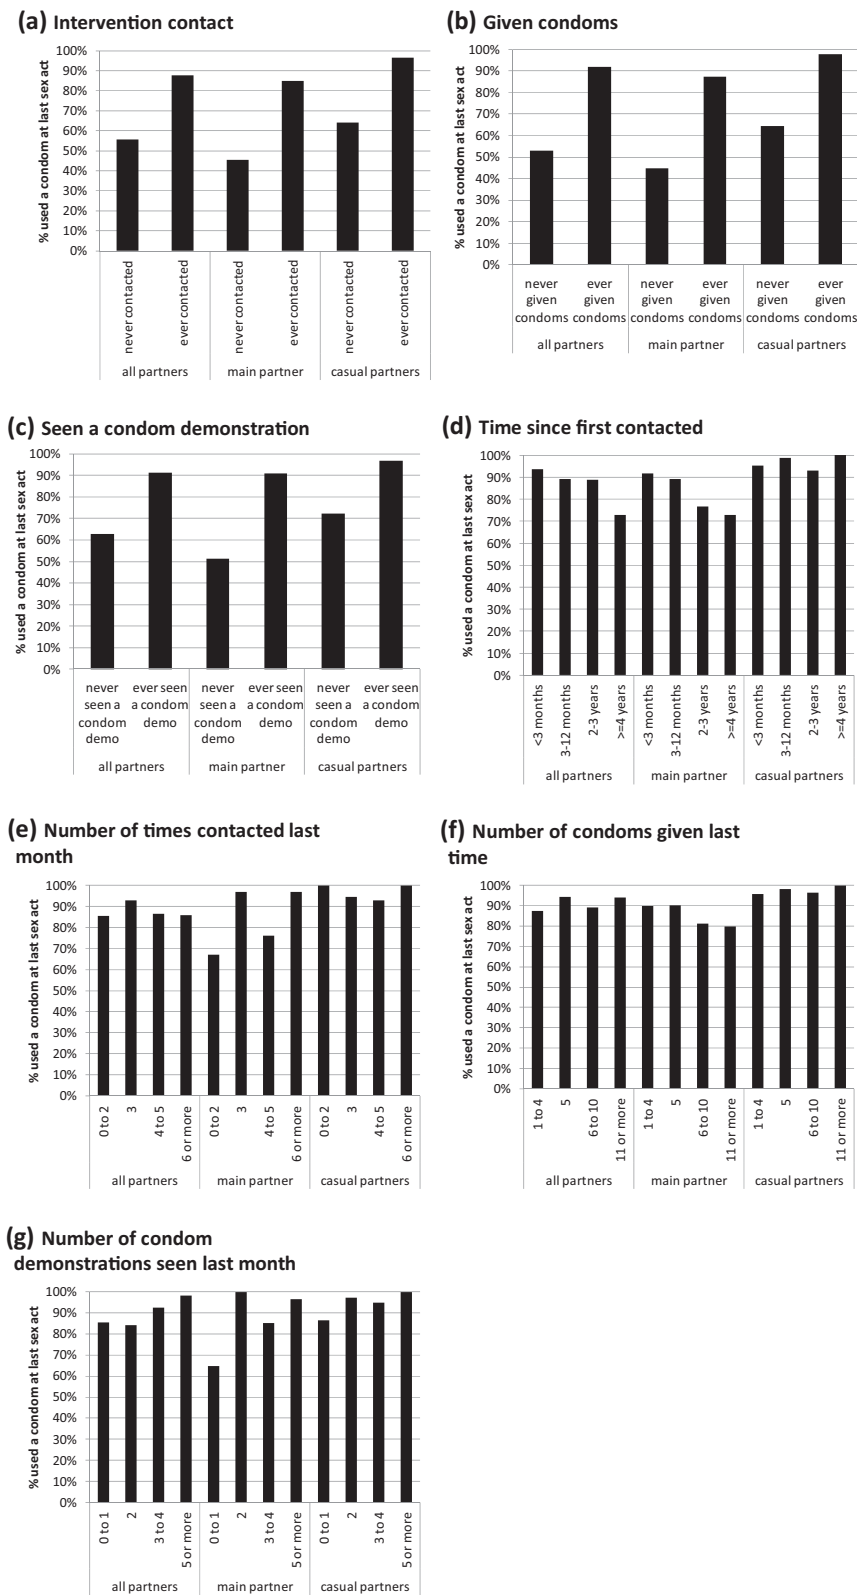 (a) Intervention contact
% used a condom at last sex act
100%
90%
80%
70%
60%
50%
40%
30%
20%
10%
0%
never contacted
ever contacted
never contacted
ever contacted
never contacted
ever contacted
all partners
main partner
casual partners
(b) Given condoms
% used a condom at last sex act
100%
90%
80%
70%
60%
50%
40%
30%
20%
10%
0%
never ever never ever never ever
given given given given given given
condoms condoms condoms condoms condoms condoms
all partners main partner casual partners
(c) Seen a condom demonstration
% used a condom at last sex act
100%
90%
80%
70%
60%
50%
40%
30%
20%
10%
0%
never ever seen never ever seen never ever seen
seen a a condom seen a a condom seen a a condom
condom demo condom demo condom demo
demo demo demo
all partners main partner casual partners
(d) Time since first contacted
% used a condom at last sex act
100%
90%
80%
70%
60%
50%
40%
30%
20%
10%
0%
<3 months
3-12 months
2-3 years
>=4 years
<3 months
3-12 months
2-3 years
>=4 years
<3 months
3-12 months
2-3 years
>=4 years
all partners main partner casual partners
(e) Number of times contacted last
month
% used a condom at last sex act
100%
90%
80%
70%
60%
50%
40%
30%
20%
10%
0%
0 to 2
3
4 to 5
6 or more
0 to 2
3
4 to 5
6 or more
0 to 2
3
4 to 5
6 or more
all partners main partner casual partners
(f) Number of condoms given last
time
% used a condom at last sex act
100%
90%
80%
70%
60%
50%
40%
30%
20%
10%
0%
1 to 4
5
6 to 10
11 or more
1 to 4
5
6 to 10
11 or more
1 to 4
5
6 to 10
11 or more
all partners main partner casual partners
(g) Number of condom
demonstrations seen last month
% used a condom at last sex act
100%
90%
80%
70%
60%
50%
40%
30%
20%
10%
0%
0 to 1
2
3 to 4
5 or more
0 to 1
2
3 to 4
5 or more
0 to 1
2
3 to 4
5 or more
all partners main partner casual partners